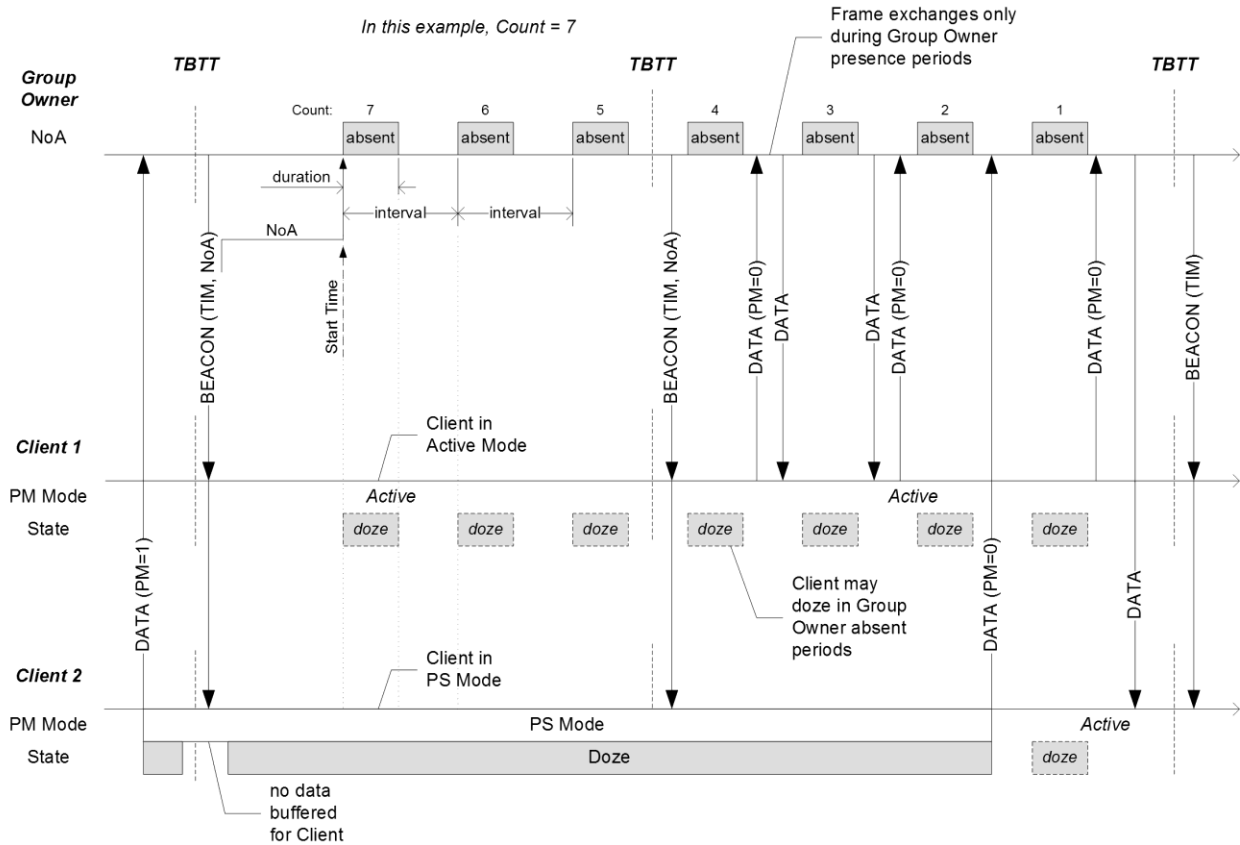 In this example, Count = 7
Frame exchanges only
during Group Owner
presence periods
TBTT
TBTT
TBTT
Group
Owner
NoA
Count:
7
6
5
4
3
2
1
absent
absent
absent
absent
absent
absent
absent
duration
interval
interval
NoA
Start Time
BEACON (TIM, NoA)
BEACON (TIM, NoA)
DATA (PM=0)
DATA
DATA
DATA (PM=0)
DATA (PM=0)
BEACON (TIM)
Client 1
Client in
Active Mode
PM Mode
Active
Active
State
doze
doze
doze
doze
doze
doze
doze
DATA (PM=1)
DATA (PM=0)
DATA
Client may
doze in Group
Owner absent
periods
Client 2
Client in
PS Mode
PM Mode
PS Mode
Active
State
Doze
doze
no data
buffered
for Client